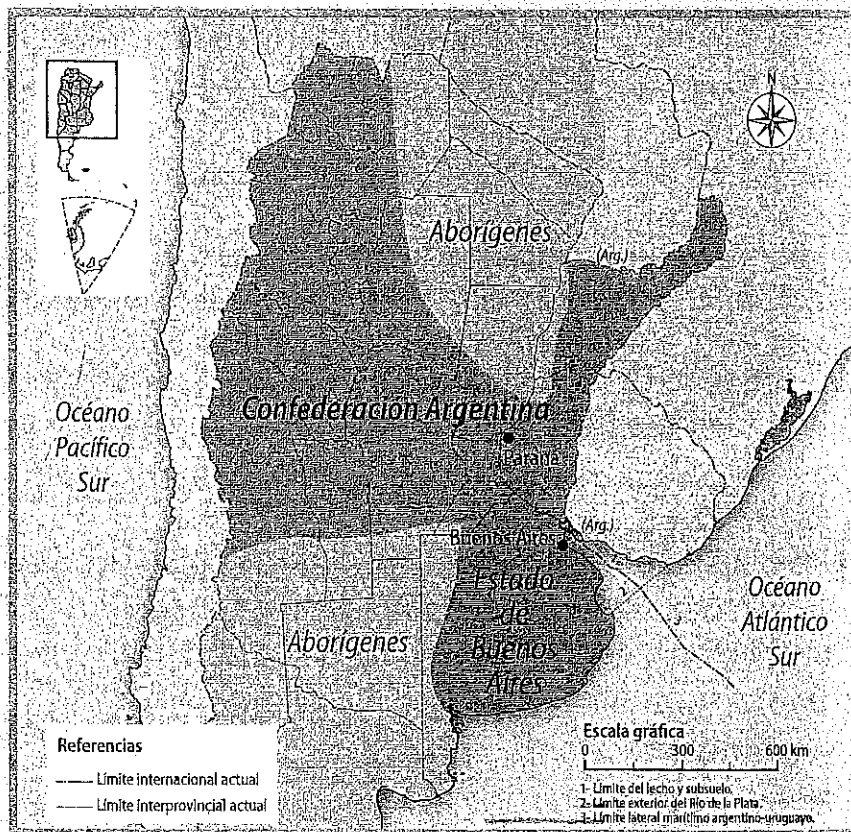 N
Aborígenes
(Arg.)
Océano
Pacífico
Sur
Confederación Argentina
Paraná
(Arg.)
Buenos Aires
Estado
de
Buenos
Aires
Océano
Atlántico
Sur
Aborígenes
2
3
Referencias
Límite internacional actual
Límite interprovincial actual
Escala gráfica
0 300 600 km
1- Límite del lecho y subsuelo.
2- Límite exterior del Río de la Plata.
3- Límite lateral marítimo argentino-uruguayo.